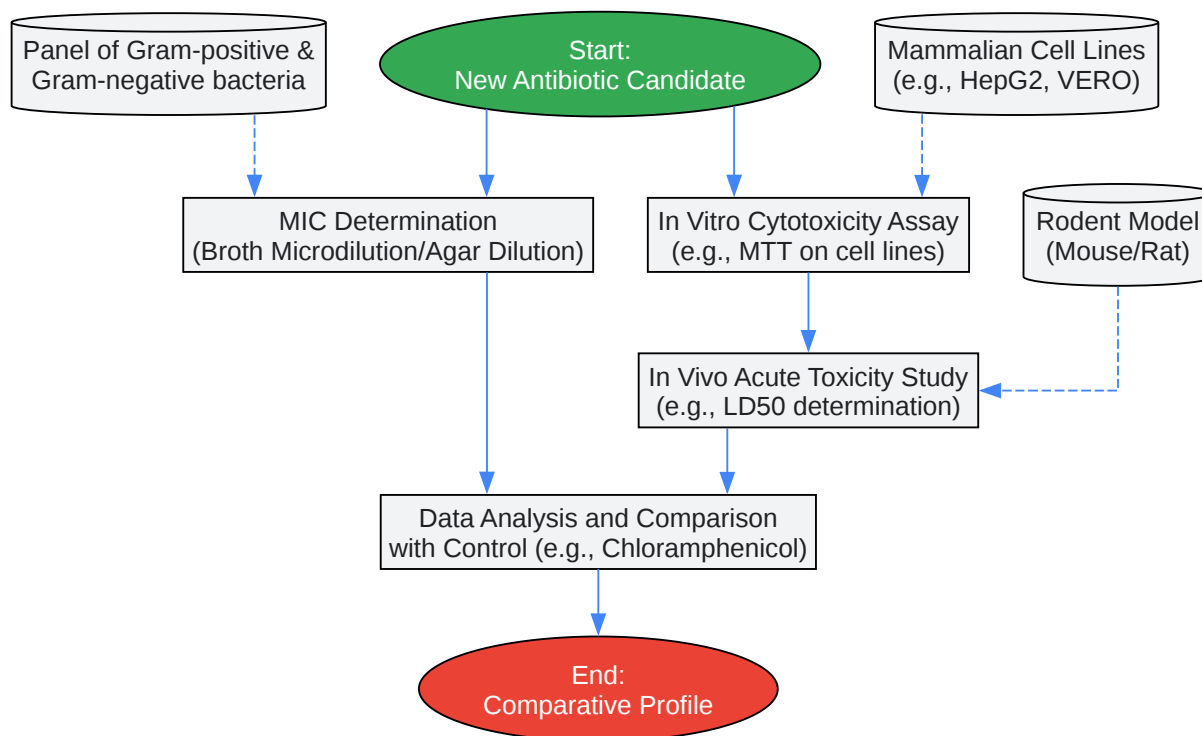 Panel of Gram-positive &
Gram-negative bacteria
Start:
New Antibiotic Candidate
Mammalian Cell Lines
(e.g., HepG2, VERO)
MIC Determination
(Broth Microdilution/Agar Dilution)
In Vitro Cytotoxicity Assay
(e.g., MTT on cell lines)
Rodent Model
(Mouse/Rat)
In Vivo Acute Toxicity Study
(e.g., LD50 determination)
Data Analysis and Comparison
with Control (e.g., Chloramphenicol)
End:
Comparative Profile